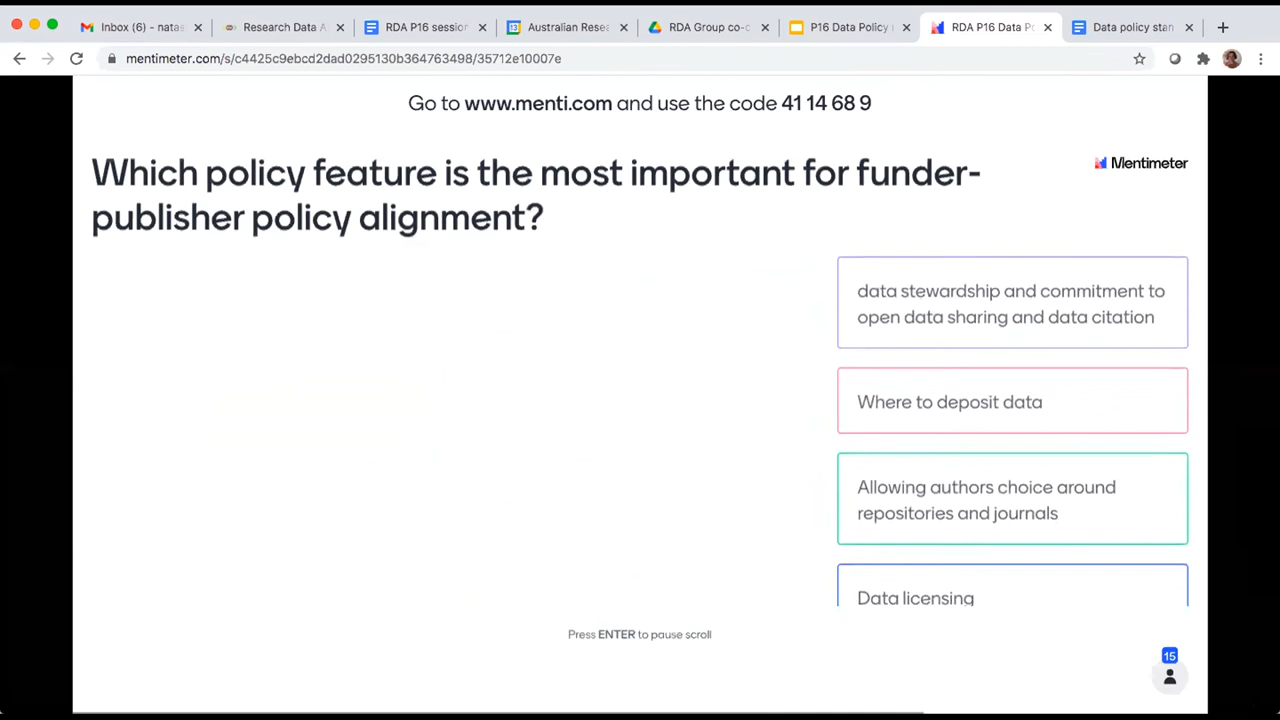 Inbox (6) - natas
Research Data A
RDA P16 session
Australian Resea
RDA Group co-c
P16 Data Policy
RDA P16 Data Po
Data policy stan
mentimeter.com/s/c4425c9ebcd2dad0295130b364763498/35712e10007e
Go to www.menti.com and use the code 41 14 68 9
Which policy feature is the most important for funder-
publisher policy alignment?
Mentimeter
data stewardship and commitment to
open data sharing and data citation
Where to deposit data
Allowing authors choice around
repositories and journals
Data licensing
Press ENTER to pause scroll
15